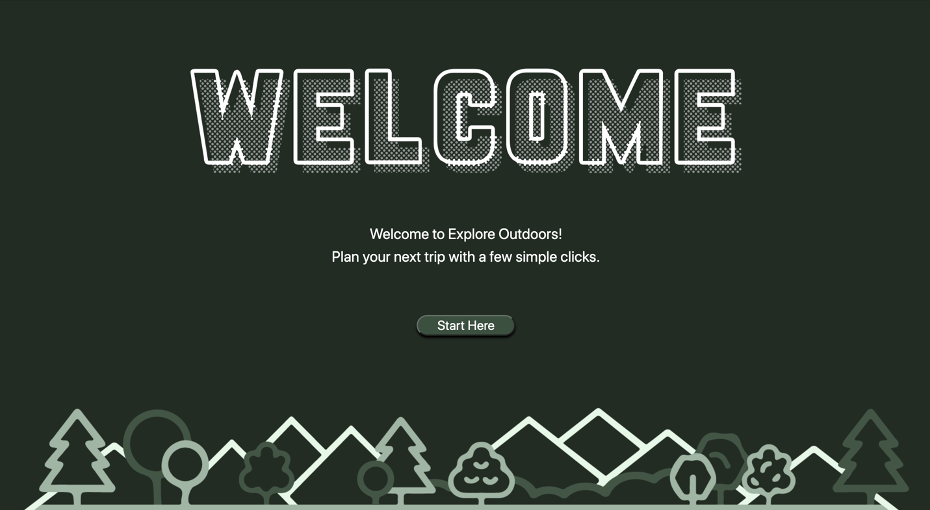 WELCOME
Welcome to Explore Outdoors!
Plan your next trip with a few simple clicks.
Start Here